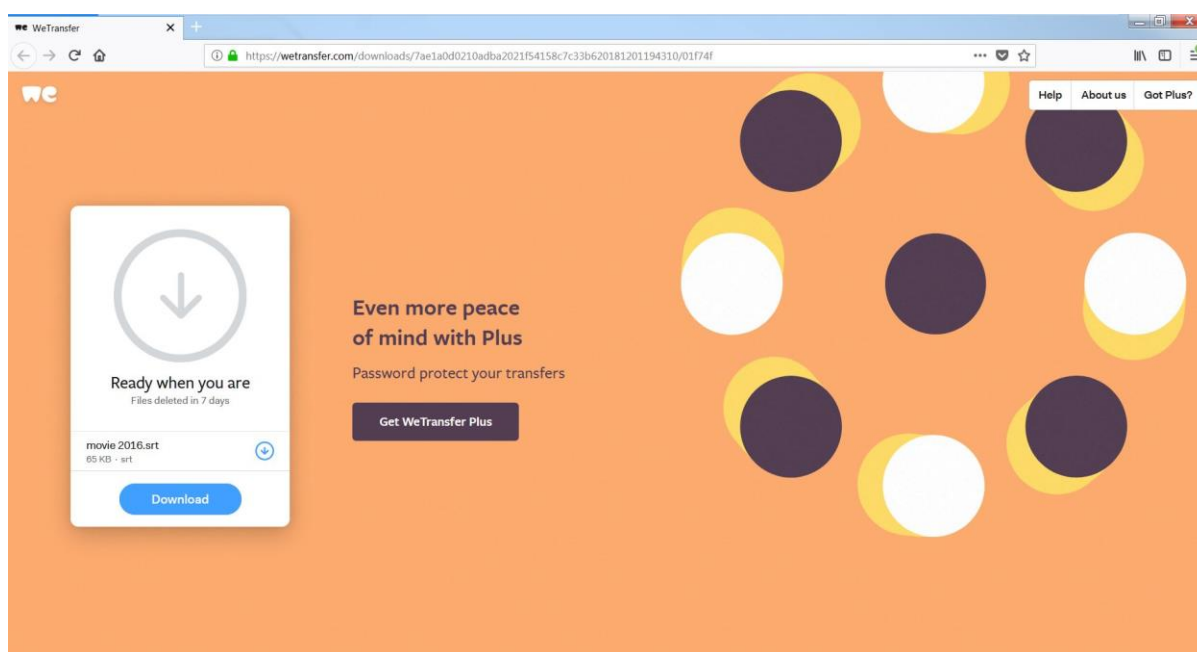 we WeTransfer
https://wetransfer.com/downloads/7ae1a0d0210adba2021f54158c7c33b620181201194310/01f74f
we
Help About us Got Plus?
Ready when you are
Files deleted in 7 days
movie 2016.srt
65 KB · srt
Download
Even more peace
of mind with Plus
Password protect your transfers
Get WeTransfer Plus